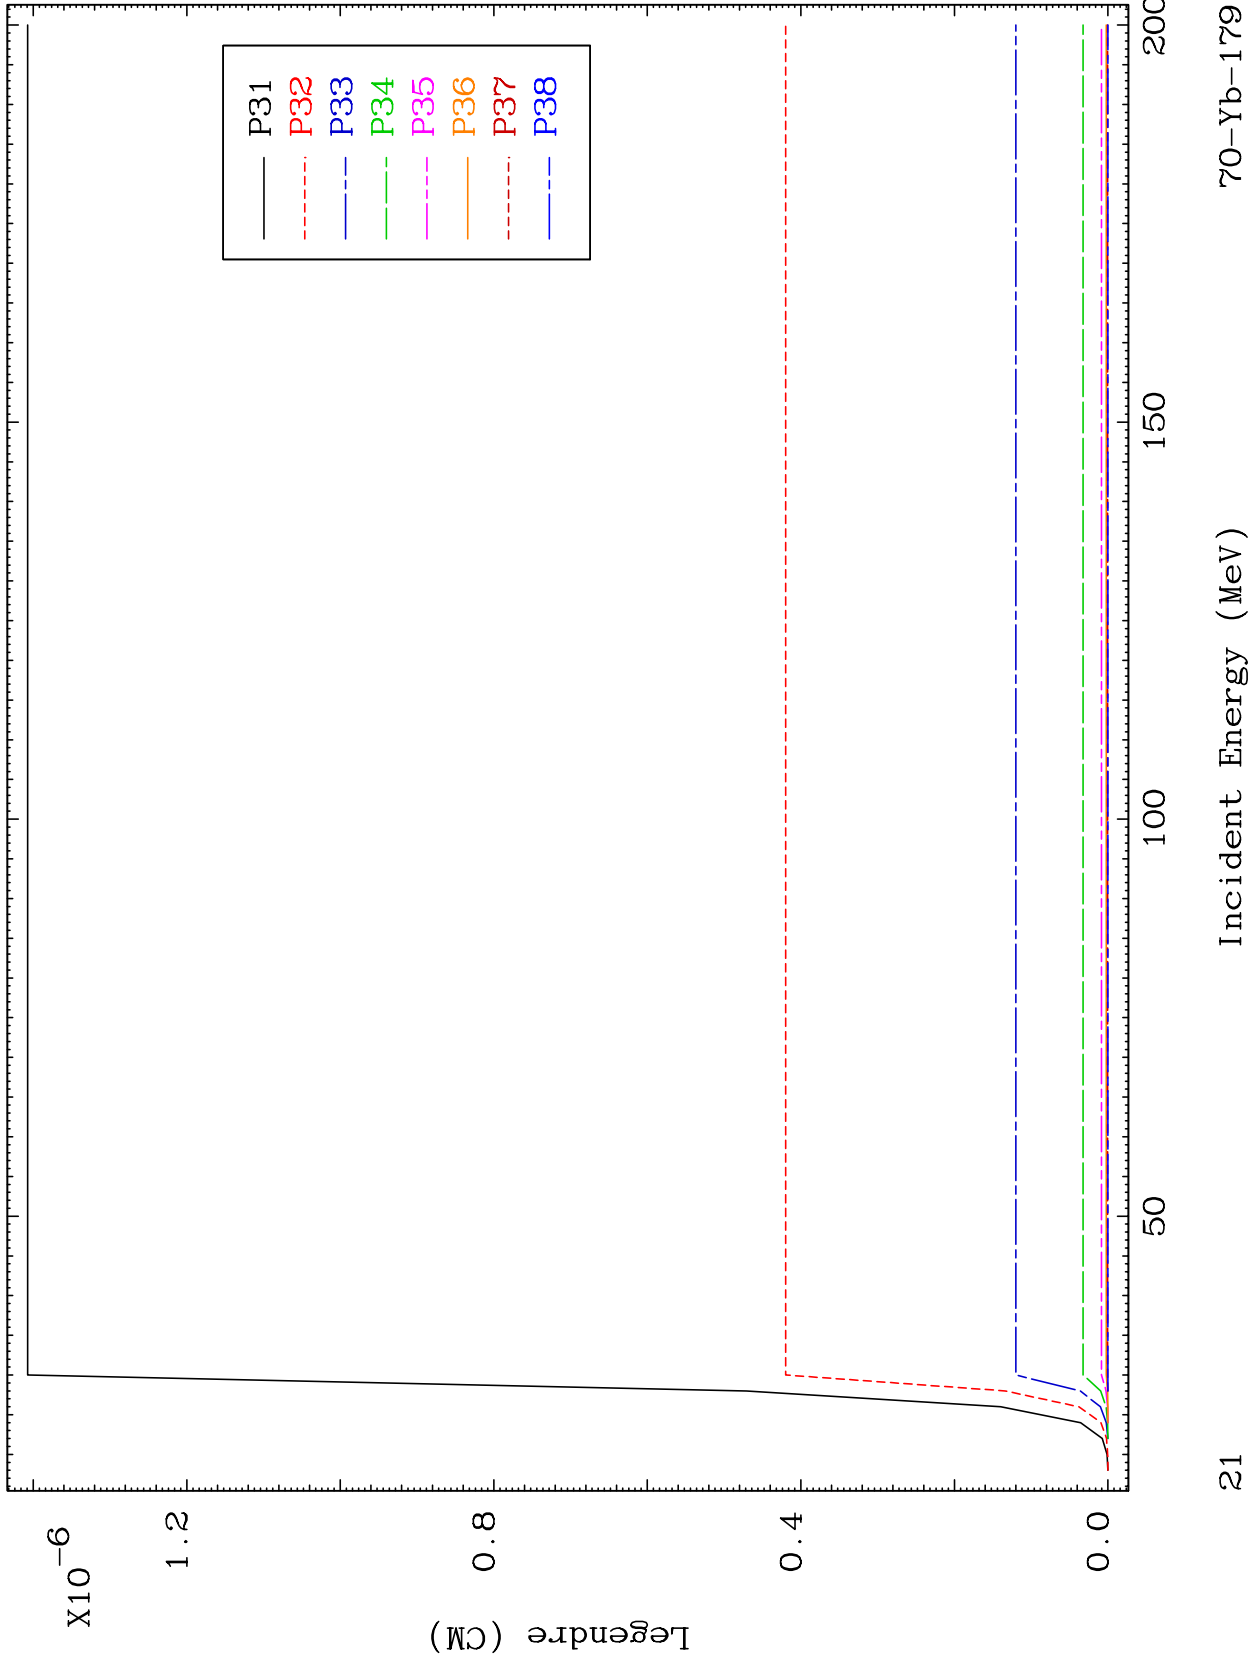 X10-6
1.2
0.8
0.4
0.0
Legendre (CM)
P31
P32
P33
P34
P35
P36
P37
P38
50
100
150
200
Incident Energy (MeV)
21
70-Yb-179